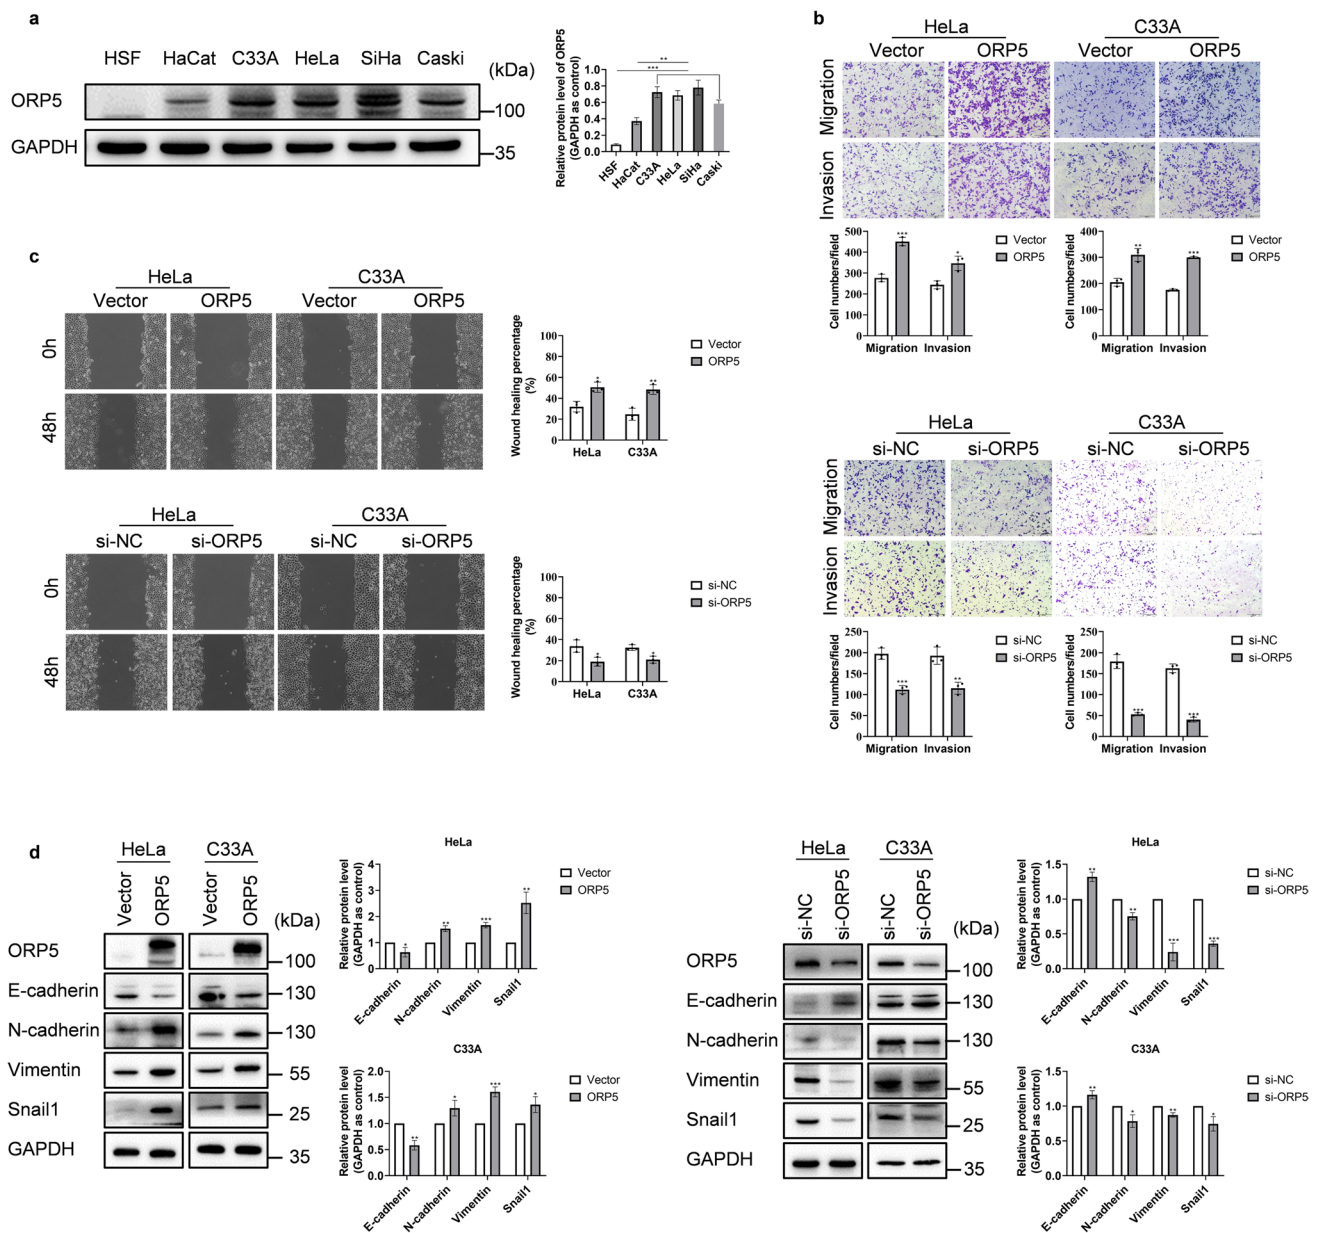 a
HSF HaCat C33A HeLa SiHa Caski
(kDa)
ORP5
100
GAPDH
35
Relative protein level of ORP5
(GAPDH as control)
1.0
0.8
0.6
0.4
0.2
0.0
**
***
HSF HaCat C33A HeLa SiHa Caski
b
HeLa C33A
Vector ORP5 Vector ORP5
Migration
Invasion
Cell numbers/field
500
400
300
200
100
0
*** *
Migration Invasion
Vector
ORP5
Cell numbers/field
400
300
200
100
0
** ***
Migration Invasion
Vector
ORP5
HeLa C33A
si-NC si-ORP5 si-NC si-ORP5
Migration
Invasion
Cell numbers/field
250
200
150
100
50
0
*** **
Migration Invasion
si-NC
si-ORP5
Cell numbers/field
250
200
150
100
50
0
*** ***
Migration Invasion
si-NC
si-ORP5
c
HeLa C33A
Vector ORP5 Vector ORP5
0h
48h
Wound healing percentage
(%)
100
80
60
40
20
0
* **
HeLa C33A
Vector
ORP5
HeLa C33A
si-NC si-ORP5 si-NC si-ORP5
0h
48h
Wound healing percentage
(%)
100
80
60
40
20
0
* *
HeLa C33A
si-NC
si-ORP5
d
HeLa C33A
Vector ORP5 Vector ORP5
(kDa)
ORP5
100
E-cadherin
130
N-cadherin
130
Vimentin
55
Snail1
25
GAPDH
35
HeLa
Relative protein level
(GAPDH as control)
4
3
2
1
0
* ** *** **
E-cadherin N-cadherin Vimentin Snail1
Vector
ORP5
C33A
Relative protein level
(GAPDH as control)
2.0
1.5
1.0
0.5
0.0
** * *** *
E-cadherin N-cadherin Vimentin Snail1
Vector
ORP5
HeLa C33A
si-NC si-ORP5 si-NC si-ORP5
(kDa)
ORP5
100
E-cadherin
130
N-cadherin
130
Vimentin
55
Snail1
25
GAPDH
35
HeLa
Relative protein level
(GAPDH as control)
1.5
1.0
0.5
0.0
** ** *** ***
E-cadherin N-cadherin Vimentin Snail1
si-NC
si-ORP5
C33A
Relative protein level
(GAPDH as control)
1.5
1.0
0.5
0.0
** * ** *
E-cadherin N-cadherin Vimentin Snail1
si-NC
si-ORP5